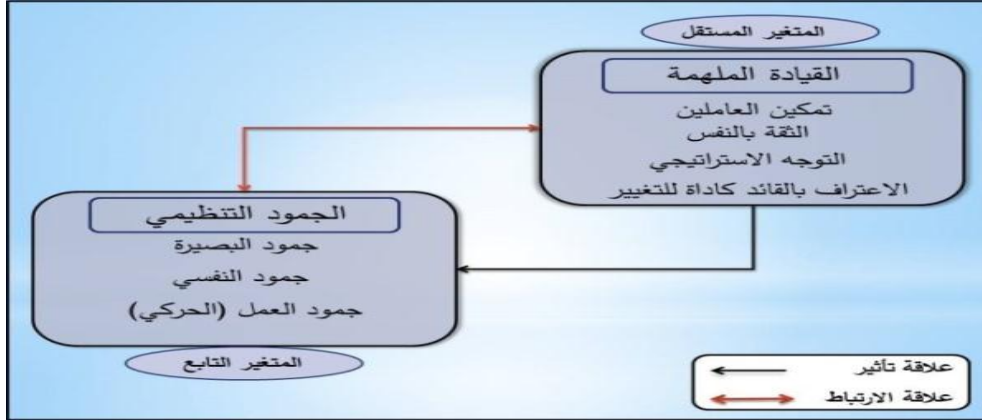 المتغير المستقل
القيادة الملهمة
تمكين العاملين
الثقة بالنفس
التوجه الاستراتيجي
الاعتراف بالقائد كاداة للتغيير
الجمود التنظيمي
جمود البصيرة
جمود النفسي
جمود العمل (الحركي)
المتغير التابع
علاقة تأثير
علاقة الارتباط